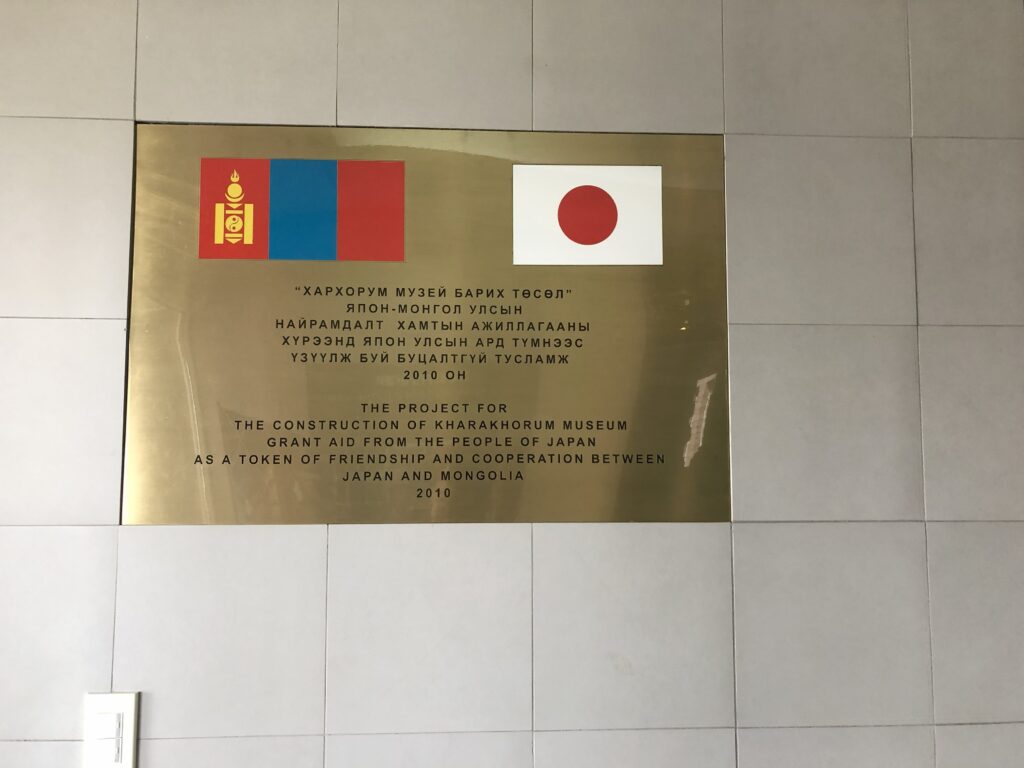 “ХАРХОРУМ МУЗЕЙ БАРИХ ТӨСӨЛ”
ЯПОН-МОНГОЛ УЛСЫН
НАЙРАМДАЛТ ХАМТЫН АЖИЛЛАГААНЫ
ХҮРЭЭНД ЯПОН УЛСЫН АРД ТҮМНЭЭС
ҮЗҮҮЛЖ БУЙ БУЦАЛТГҮЙ ТУСЛАМЖ
2010 ОН
THE PROJECT FOR
THE CONSTRUCTION OF KHARAKHORUM MUSEUM
GRANT AID FROM THE PEOPLE OF JAPAN
AS A TOKEN OF FRIENDSHIP AND COOPERATION BETWEEN
JAPAN AND MONGOLIA
2010